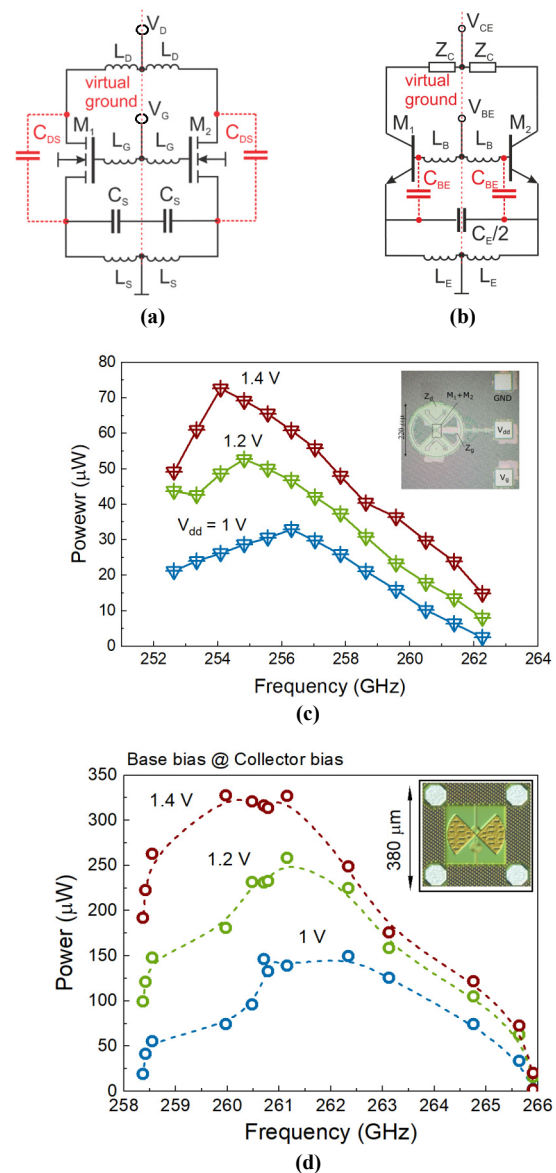 V_D
L_D L_D
virtual
ground
V_G
C_DS M_1 M_2 C_DS
L_G L_G
C_S C_S
L_S L_S
(a)
V_CE
Z_C Z_C
virtual
ground
V_BE
M_1 M_2
L_B L_B
C_BE C_BE
C_E/2
L_E L_E
(b)
80
70
60
50
40
30
20
10
0
Powewr (μW)
1.4 V
1.2 V
V_dd = 1 V
Z_d M_1+M_2 GND
V_dd
Z_g
V_g
252 254 256 258 260 262 264
Frequency (GHz)
(c)
Base bias @ Collector bias
350
300
250
200
150
100
50
0
Power (μW)
1.4 V
1.2 V
1 V
380 μm
258 259 260 261 262 263 264 265 266
Frequency (GHz)
(d)